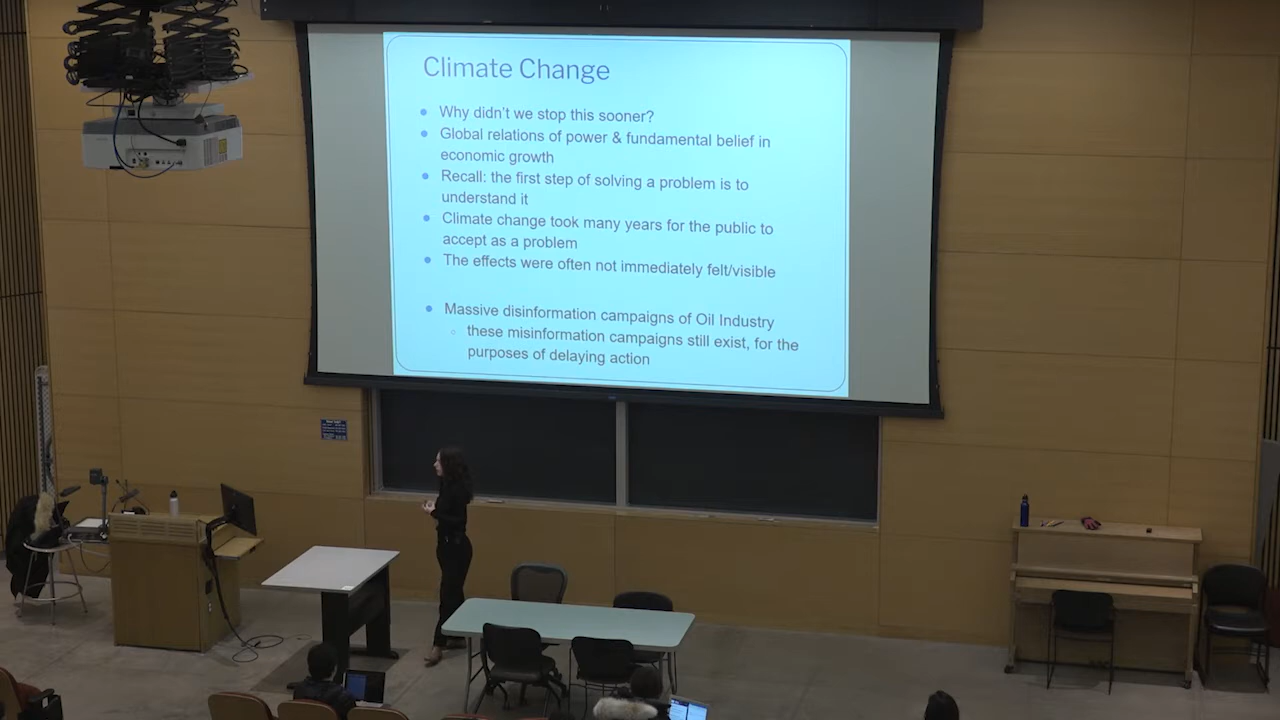 Climate Change
Why didn't we stop this sooner?
Global relations of power & fundamental belief in
economic growth
Recall: the first step of solving a problem is to
understand it
Climate change took many years for the public to
accept as a problem
The effects were often not immediately felt/visible
Massive disinformation campaigns of Oil Industry
these misinformation campaigns still exist, for the
purposes of delaying action